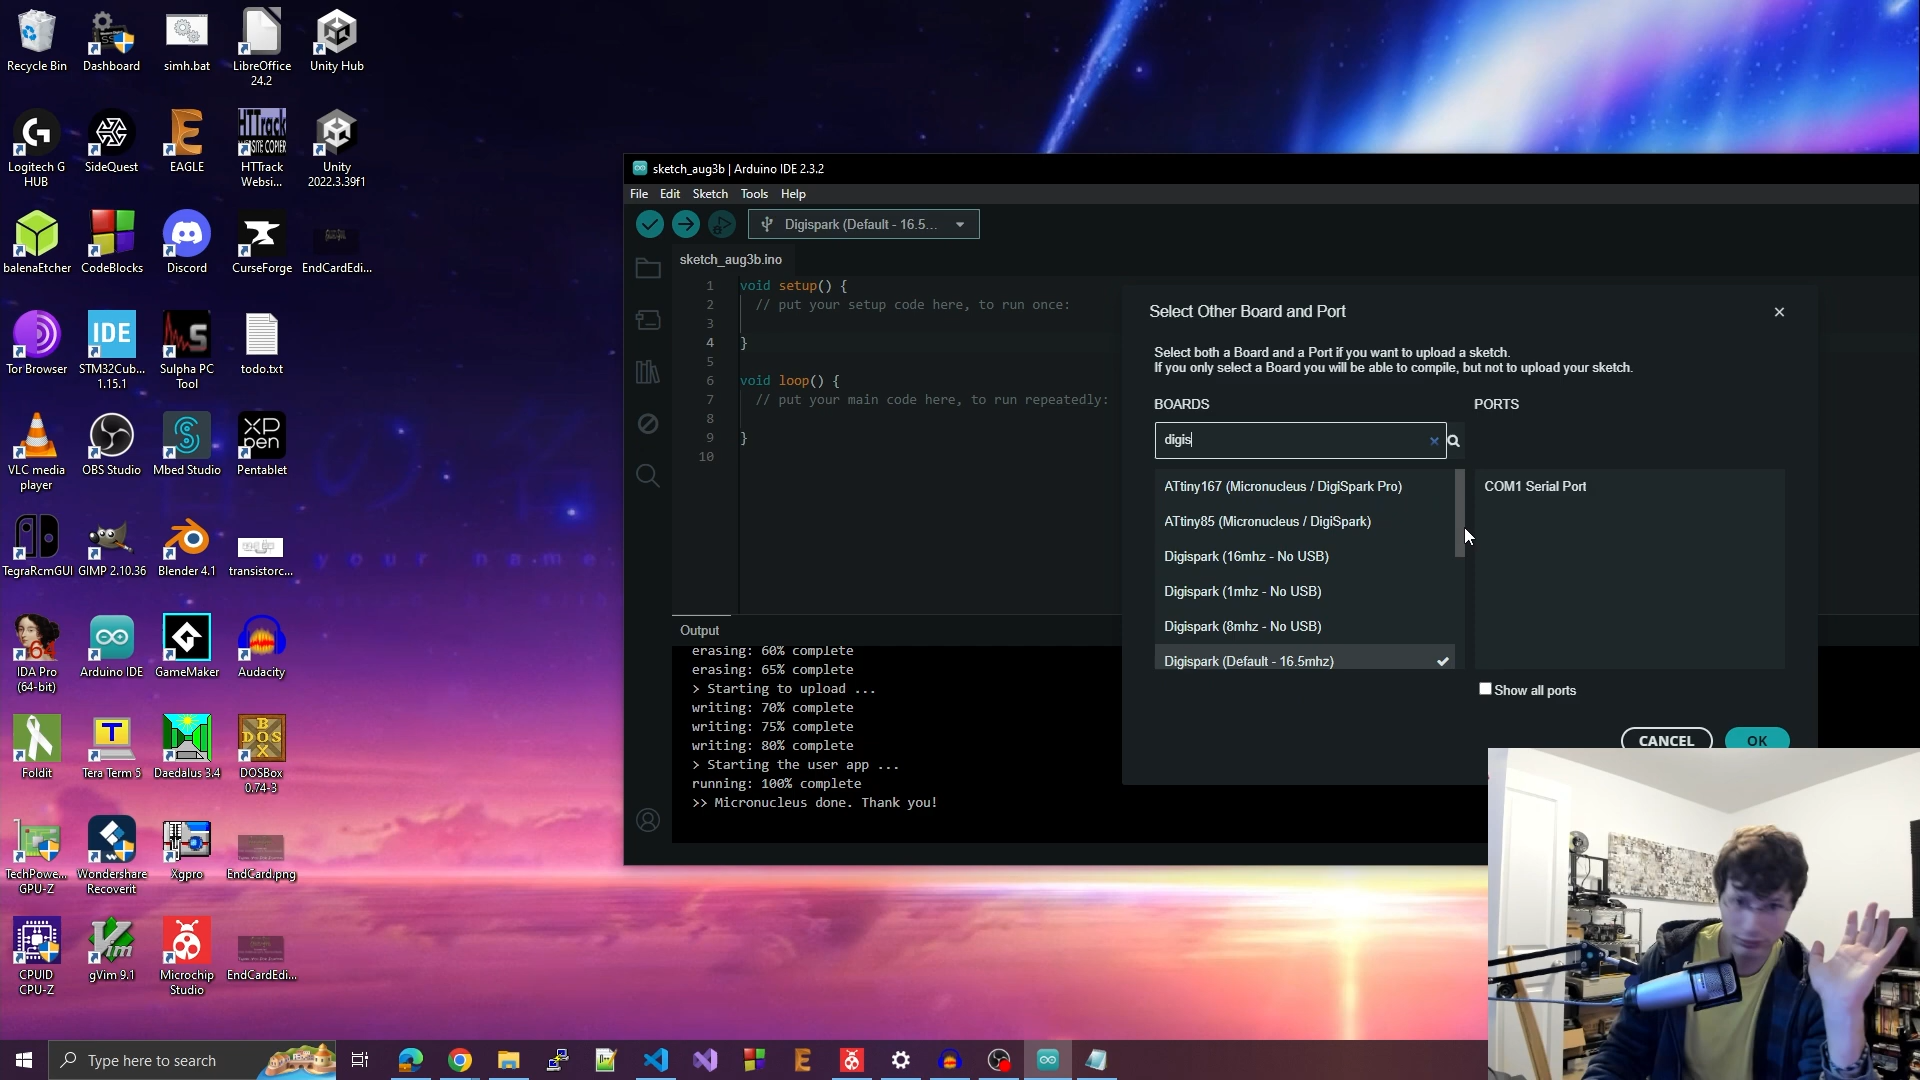 Recycle Bin
Dashboard
simh.bat
LibreOffice
24.2
Unity Hub
Logitech G
HUB
SideQuest
EAGLE
HTTrack
WEBSITE COPIER
HTTrack
Websi...
Unity
2022.3.39f1
balenaEtcher
CodeBlocks
Discord
CurseForge
EndCardEdi...
Tor Browser
IDE
STM32Cub...
1.15.1
Sulpha PC
Tool
todo.txt
VLC media
player
OBS Studio
Mbed Studio
XP
pen
Pentablet
TegraRcmGUI
GIMP 2.10.36
Blender 4.1
transistorc...
your name
64
IDA Pro
(64-bit)
Arduino IDE
GameMaker
Audacity
Foldit
T
Tera Term 5
Daedalus 3.4
DOSBox
0.74-3
TechPowe...
GPU-Z
Wondershare
Recoverit
Xgpro
EndCard.png
CPUID
CPU-Z
Vim
gVim 9.1
Microchip
Studio
EndCardEdi...
sketch_aug3b | Arduino IDE 2.3.2
File Edit Sketch Tools Help
Digispark (Default - 16.5...
sketch_aug3b.ino
1 void setup() {
2 // put your setup code here, to run once:
3
4 }
5
6 void loop() {
7 // put your main code here, to run repeatedly:
8
9 }
10
Output
erasing: 60% complete
erasing: 65% complete
> Starting to upload ...
writing: 70% complete
writing: 75% complete
writing: 80% complete
> Starting the user app ...
running: 100% complete
>> Micronucleus done. Thank you!
Select Other Board and Port
Select both a Board and a Port if you want to upload a sketch.
If you only select a Board you will be able to compile, but not to upload your sketch.
BOARDS
PORTS
digis
ATtiny167 (Micronucleus / DigiSpark Pro)
ATtiny85 (Micronucleus / DigiSpark)
Digispark (16mhz - No USB)
Digispark (1mhz - No USB)
Digispark (8mhz - No USB)
Digispark (Default - 16.5mhz)
COM1 Serial Port
Show all ports
CANCEL
OK
Type here to search